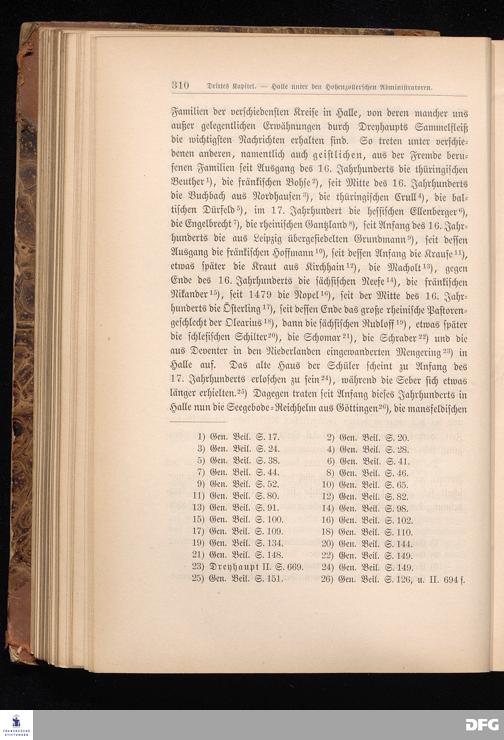 310 Drittes Kapitel. — Halle unter den Hohenzollerschen Administratoren.
Familien der verschiedensten Kreise in Halle, von deren mancher uns
außer gelegentlichen Erwähnungen durch Dreyhaupts Sammelfleiß
die wichtigsten Nachrichten erhalten sind. So treten unter verschie-
denen anderen, namentlich auch geistlichen, aus der Fremde beru-
fenen Familien seit Ausgang des 16. Jahrhunderts die thüringischen
Beuther 1), die fränkischen Bohse 2), seit Mitte des 16. Jahrhunderts
die Buchbach aus Nordhausen 3), die thüringischen Crull 4), die bal-
tischen Dürfeld 5), im 17. Jahrhundert die hessischen Ellenberger 6),
die Engelbrecht 7), die rheinischen Gantzland 8), seit Anfang des 16. Jahr-
hunderts die aus Leipzig übergesiedelten Grundmann 9), seit dessen
Ausgang die fränkischen Hoffmann 10), seit dessen Anfang die Krause 11),
etwas später die Kraut aus Kirchhain 12), die Macholt 13), gegen
Ende des 16. Jahrhunderts die sächsischen Neefe 14), die fränkischen
Nikander 15), seit 1479 die Nopel 16), seit der Mitte des 16. Jahr-
hunderts die Österling 17), seit dessen Ende das große rheinische Pastoren-
geschlecht der Olearius 18), dann die sächsischen Rudloff 19), etwas später
die schlesischen Schilter 20), die Schomar 21), die Schrader 22) und die
aus Deventer in den Niederlanden eingewanderten Mengering 23) in
Halle auf. Das alte Haus der Schüler scheint zu Anfang des
17. Jahrhunderts erloschen zu sein 24), während die Seber sich etwas
länger erhielten. 25) Dagegen traten seit Anfang dieses Jahrhunderts in
Halle nun die Seegebode-Reichhelm aus Göttingen 26), die mansfeldischen
1) Gen. Beil. S. 17. 2) Gen. Beil. S. 20.
3) Gen. Beil. S. 24. 4) Gen. Beil. S. 28.
5) Gen. Beil. S. 38. 6) Gen. Beil. S. 41.
7) Gen. Beil. S. 44. 8) Gen. Beil. S. 46.
9) Gen. Beil. S. 52. 10) Gen. Beil. S. 65.
11) Gen. Beil. S. 80. 12) Gen. Beil. S. 82.
13) Gen. Beil. S. 91. 14) Gen. Beil. S. 98.
15) Gen. Beil. S. 100. 16) Gen. Beil. S. 102.
17) Gen. Beil. S. 109. 18) Gen. Beil. S. 110.
19) Gen. Beil. S. 134. 20) Gen. Beil. S. 144.
21) Gen. Beil. S. 148. 22) Gen. Beil. S. 149.
23) Dreyhaupt II. S. 669. 24) Gen. Beil. S. 149.
25) Gen. Beil. S. 151. 26) Gen. Beil. S. 126, u. II. 694 f.
FRANCKESCHE
STIFTUNGEN
DFG